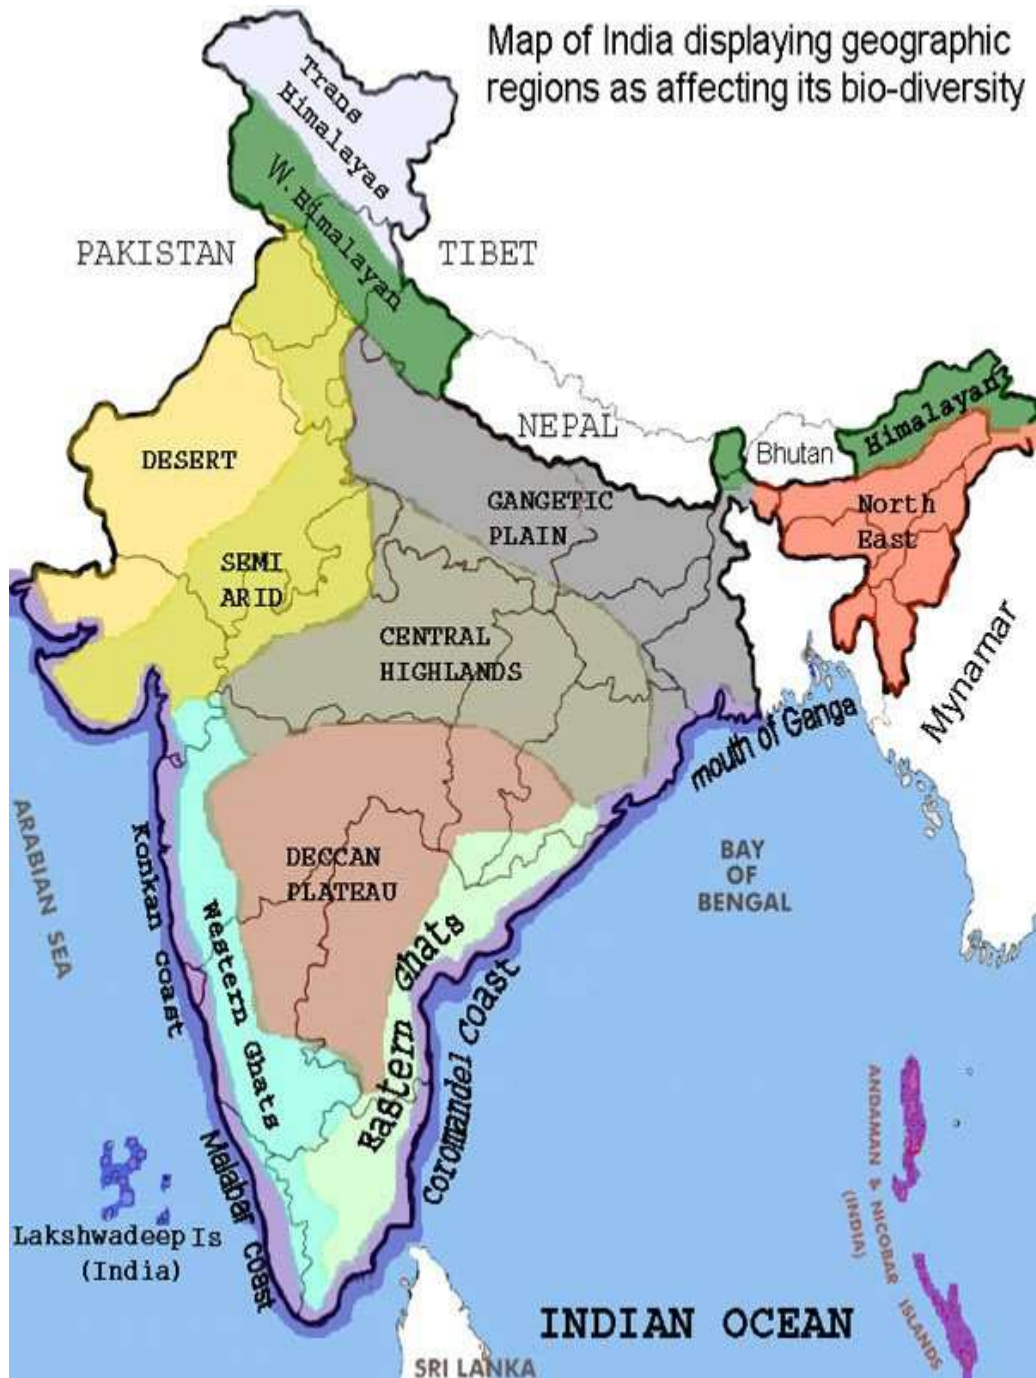 Map of India displaying geographic
regions as affecting its bio-diversity
Trans
Himalayas
W. Himalayan
PAKISTAN
TIBET
NEPAL
Bhutan
Himalayan
DESERT
GANGETIC
PLAIN
North
East
SEMI
ARID
CENTRAL
HIGHLANDS
Mynamar
mouth of Ganga
ARABIAN SEA
Konkan coast
DECCAN
PLATEAU
BAY
OF
BENGAL
Western Ghats
Eastern Ghats
Coromandel Coast
Malabar coast
Lakshwadeep Is
(India)
ANDAMAN & NICOBAR ISLANDS
(INDIA)
INDIAN OCEAN
SRI LANKA